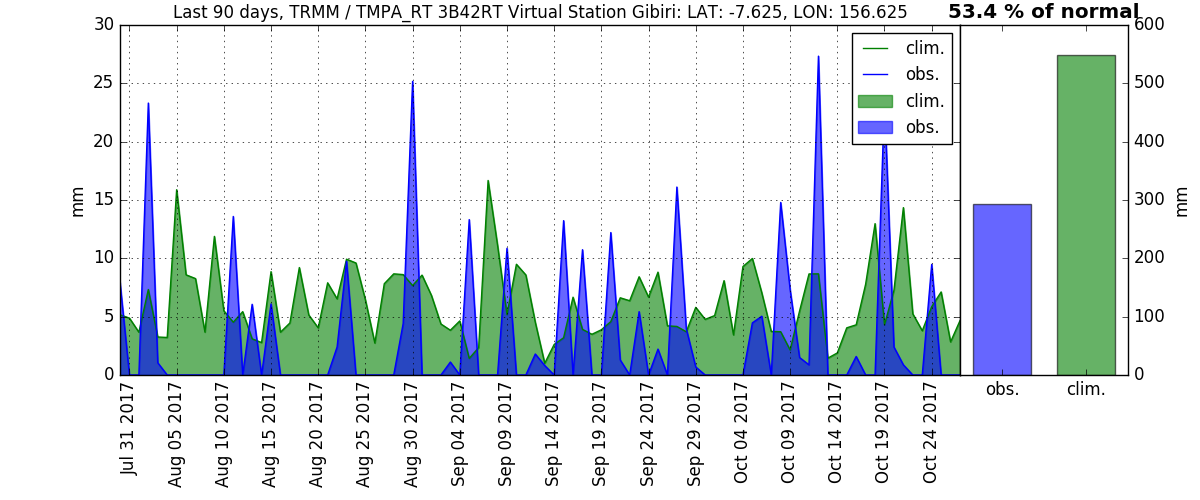 Last 90 days, TRMM / TMPA_RT 3B42RT Virtual Station Gibiri: LAT: -7.625, LON: 156.625
53.4 % of normal
30
25
20
15
10
5
0
mm
clim.
obs.
clim.
obs.
600
500
400
300
200
100
0
mm
obs.
clim.
Jul 31 2017
Aug 05 2017
Aug 10 2017
Aug 15 2017
Aug 20 2017
Aug 25 2017
Aug 30 2017
Sep 04 2017
Sep 09 2017
Sep 14 2017
Sep 19 2017
Sep 24 2017
Sep 29 2017
Oct 04 2017
Oct 09 2017
Oct 14 2017
Oct 19 2017
Oct 24 2017